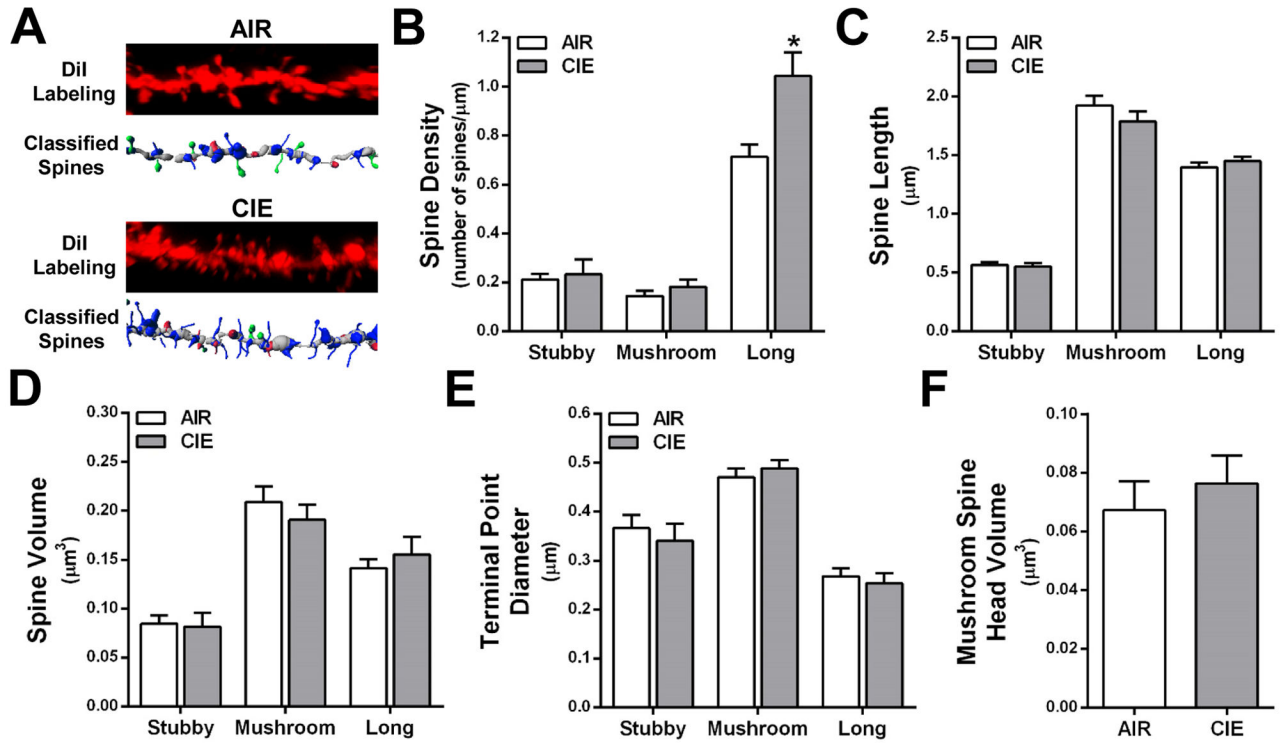 A
AIR
DiI
Labeling
Classified
Spines
CIE
DiI
Labeling
Classified
Spines
B
Spine Density
(number of spines/μm)
1.2
1.0
0.8
0.6
0.4
0.2
0.0
AIR
CIE
*
Stubby Mushroom Long
C
Spine Length
(μm)
2.5
2.0
1.5
1.0
0.5
0.0
AIR
CIE
Stubby Mushroom Long
D
Spine Volume
(μm³)
0.30
0.25
0.20
0.15
0.10
0.05
0.00
AIR
CIE
Stubby Mushroom Long
E
Terminal Point
Diameter
(μm)
0.6
0.5
0.4
0.3
0.2
0.1
0.0
AIR
CIE
Stubby Mushroom Long
F
Mushroom Spine
Head Volume
(μm³)
0.10
0.08
0.06
0.04
0.02
0.00
AIR CIE